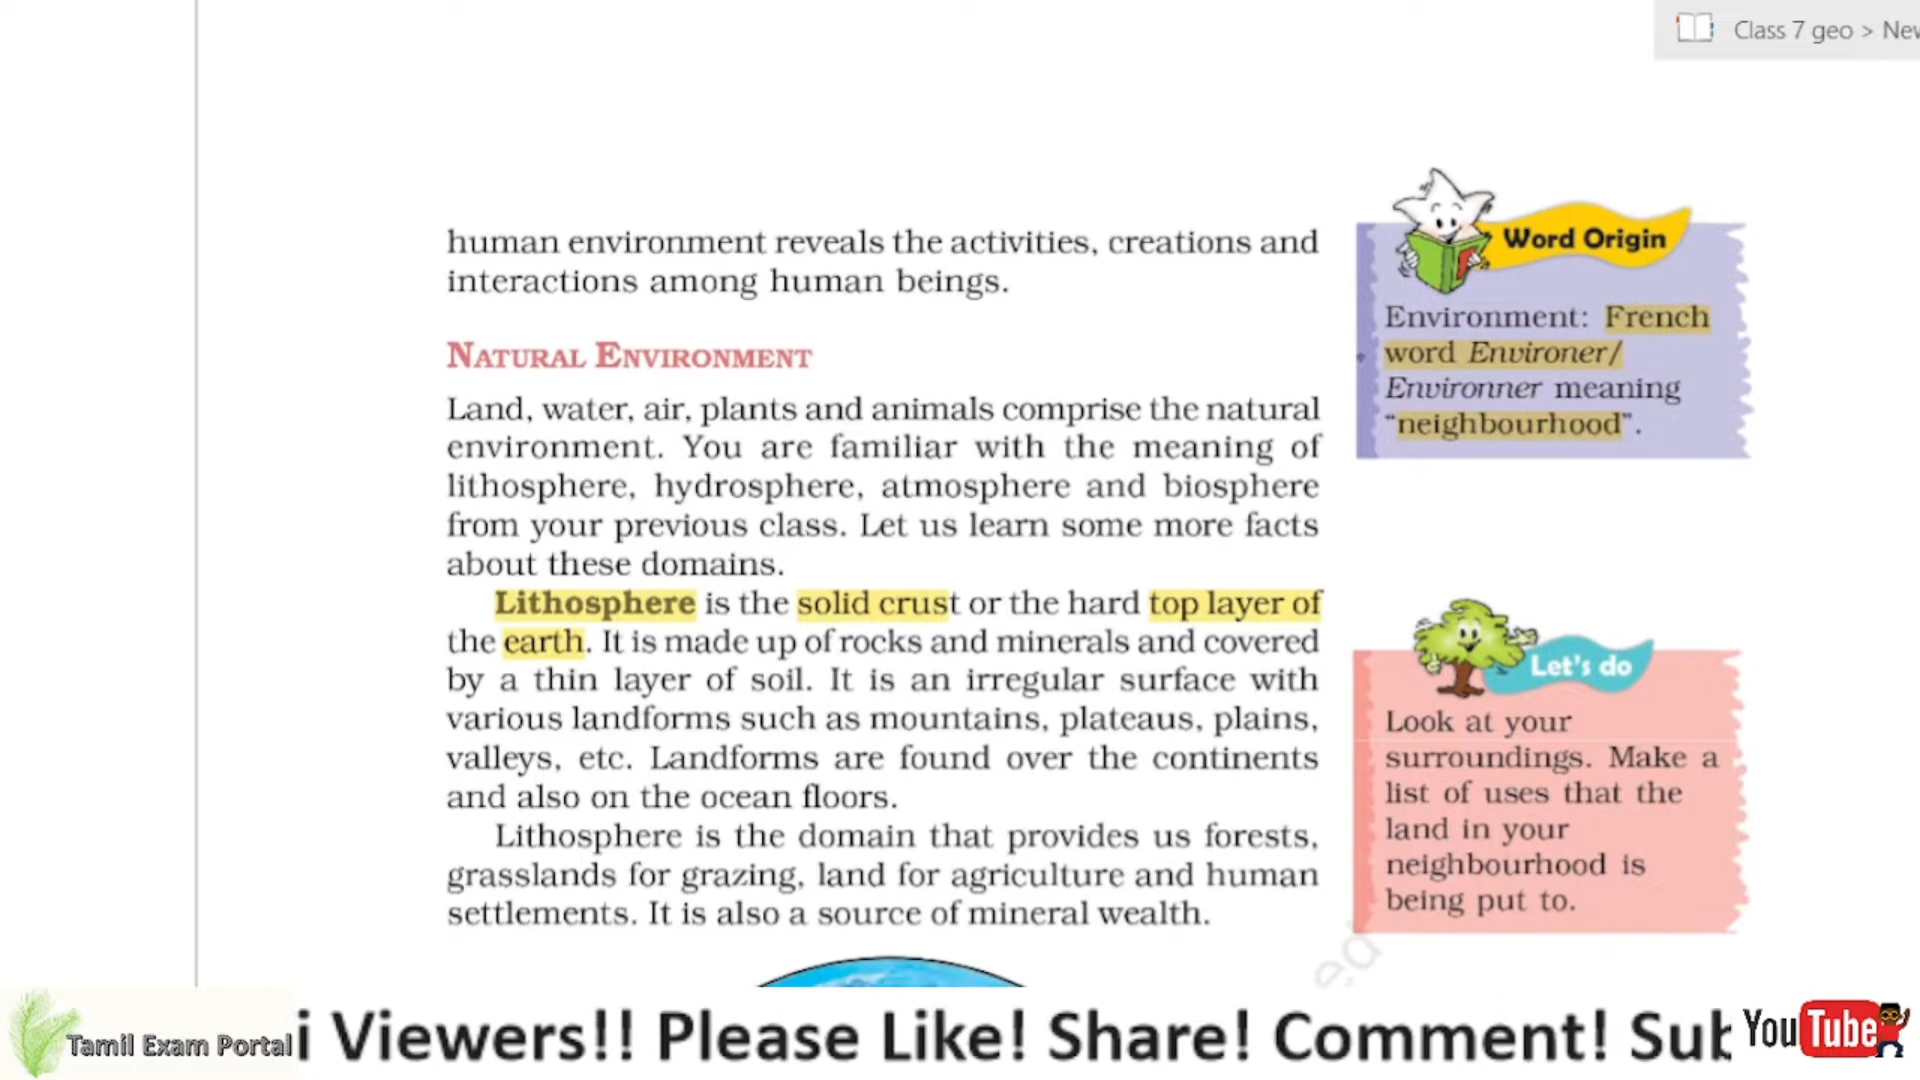 Class 7 geo >
human environment reveals the activities, creations and
interactions among human beings.
NATURAL ENVIRONMENT
Land, water, air, plants and animals comprise the natural
environment. You are familiar with the meaning of
lithosphere, hydrosphere, atmosphere and biosphere
from your previous class. Let us learn some more facts
about these domains.
Lithosphere is the solid crust or the hard top layer of
the earth. It is made up of rocks and minerals and covered
by a thin layer of soil. It is an irregular surface with
various landforms such as mountains, plateaus, plains,
valleys, etc. Landforms are found over the continents
and also on the ocean floors.
Lithosphere is the domain that provides us forests,
grasslands for grazing, land for agriculture and human
settlements. It is also a source of mineral wealth.
Word Origin
Environment: French
word Environer/
Environner meaning
“neighbourhood”.
Let's do
Look at your
surroundings. Make a
list of uses that the
land in your
neighbourhood is
being put to.
ed
Tamil Exam Portal
i Viewers!! Please Like! Share! Comment! Sub
YouTube